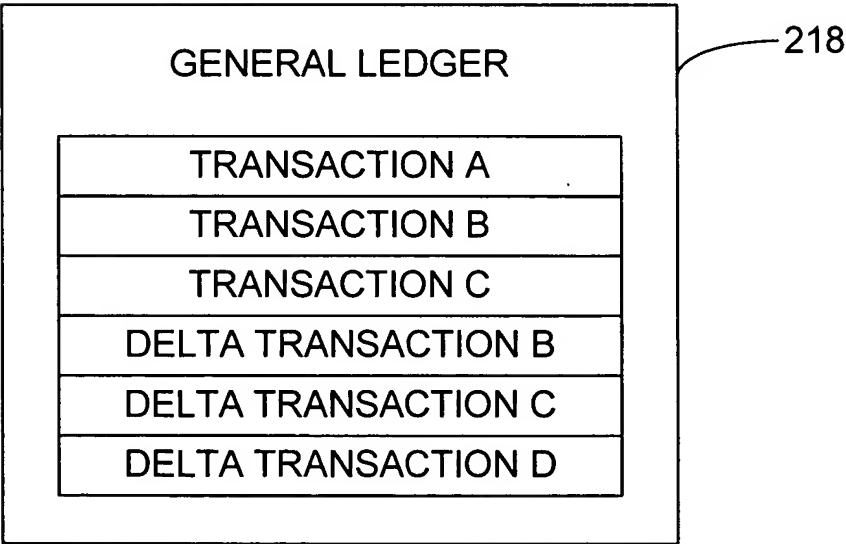 218
GENERAL LEDGER
TRANSACTION A
TRANSACTION B
TRANSACTION C
DELTA TRANSACTION B
DELTA TRANSACTION C
DELTA TRANSACTION D